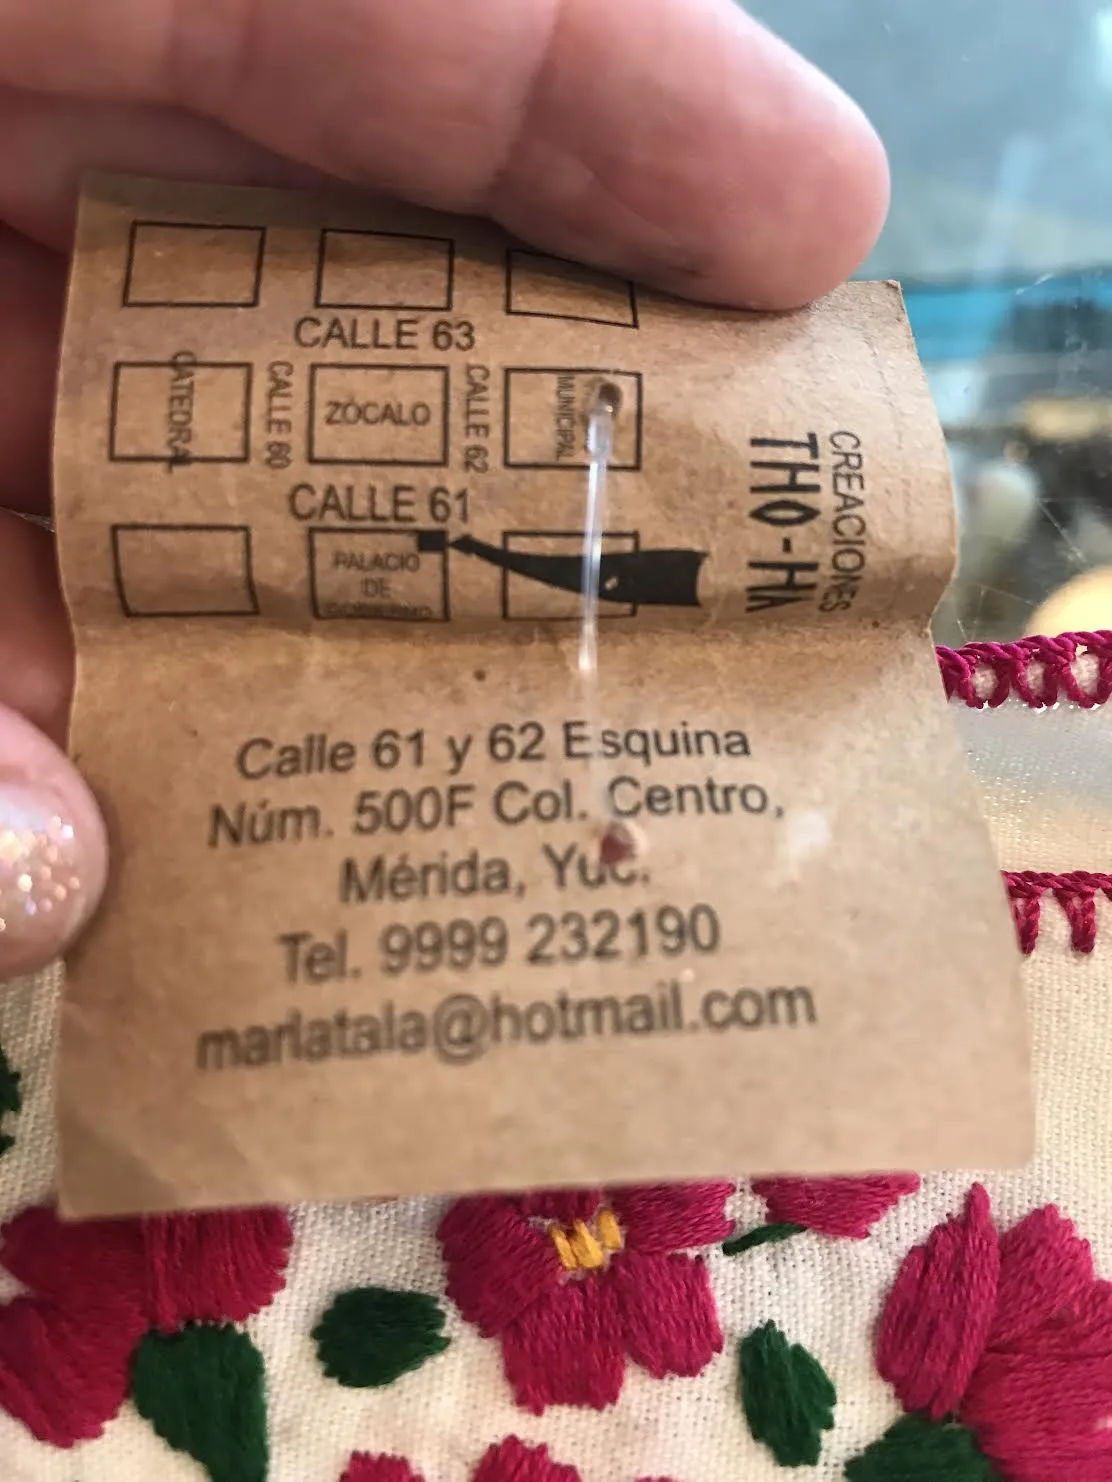 CALLE 63
CATEDRAL
CALLE 60
ZÓCALO
CALLE 62
MUNICIPAL
CREACIONES
THO-HA
CALLE 61
PALACIO
DE
GOBIERNO
Calle 61 y 62 Esquina
Núm. 500F Col. Centro,
Mérida, Yuc.
Tel. 9999 232190
marlatala@hotmail.com